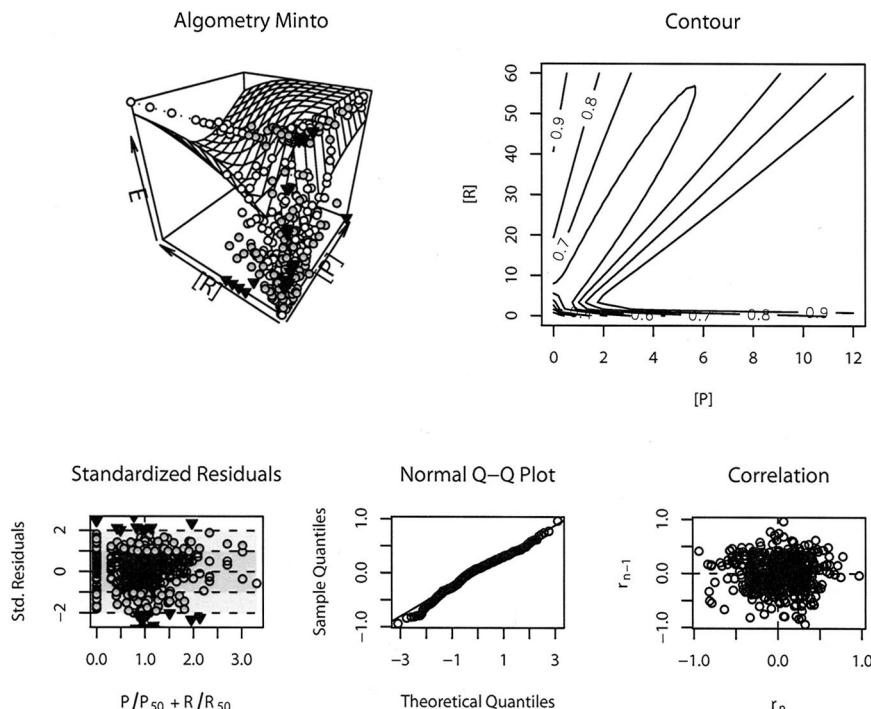 Algometry Minto
Contour
E
[R]
[P]
[R]
60
50
40
30
20
10
0
0.9
0.8
0.7
0.6
0.7
0.8
0.9
0 2 4 6 8 10 12
[P]
Standardized Residuals
Normal Q−Q Plot
Correlation
Std. Residuals
2
0
−2
0.0 1.0 2.0 3.0
P/P50 + R/R50
Sample Quantiles
1.0
0.0
−1.0
−3 −1 1 3
Theoretical Quantiles
rn−1
1.0
0.0
−1.0
−1.0 0.0 1.0
rn